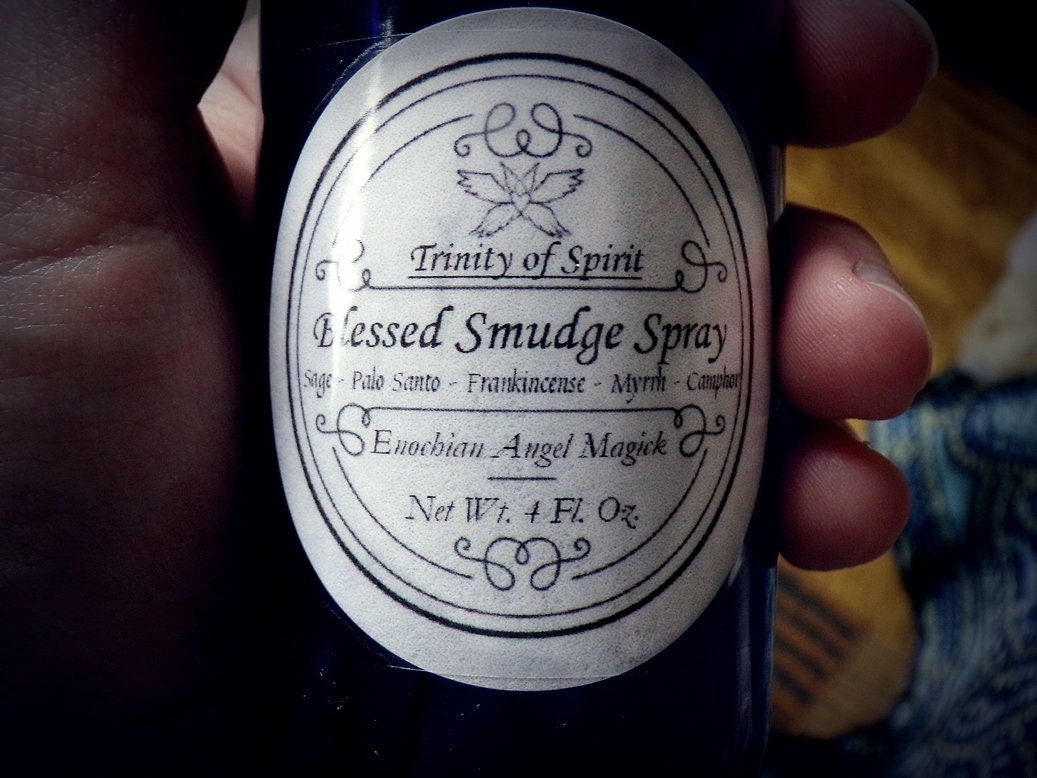 Trinity of Spirit
Blessed Smudge Spray
Sage - Palo Santo - Frankincense - Myrrh - Camphor
Enochian Angel Magick
Net Wt. 4 Fl. Oz.